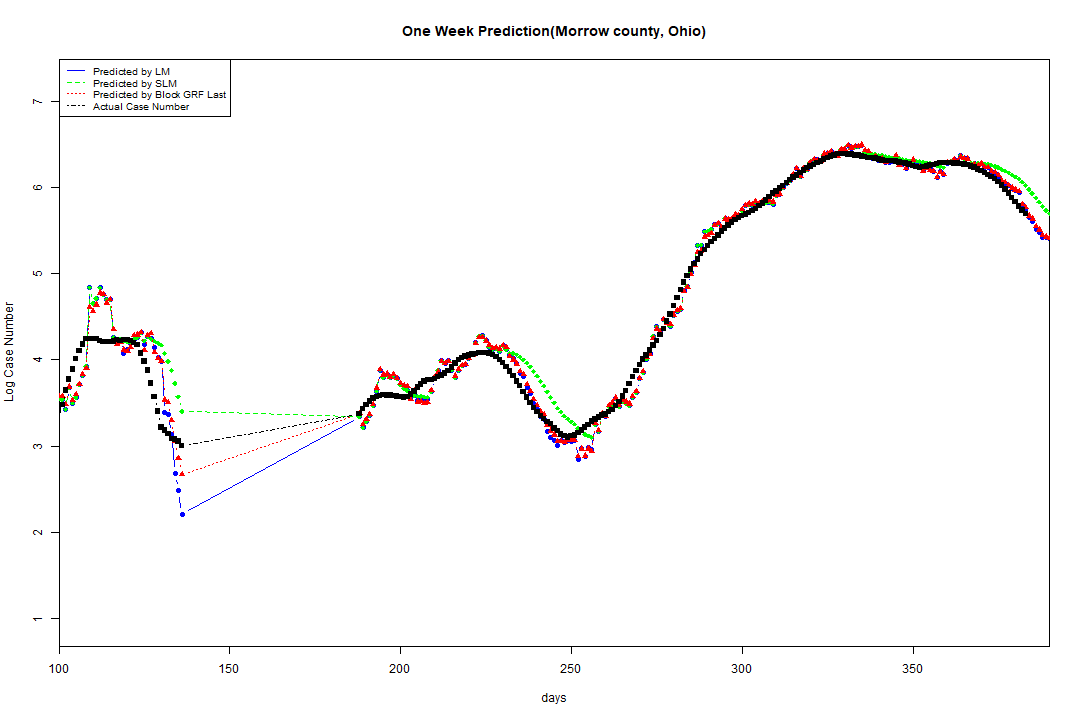 One Week Prediction(Morrow county, Ohio)
Predicted by LM
Predicted by SLM
Predicted by Block GRF Last
Actual Case Number
Log Case Number
7
6
5
4
3
2
1
100 150 200 250 300 350
days